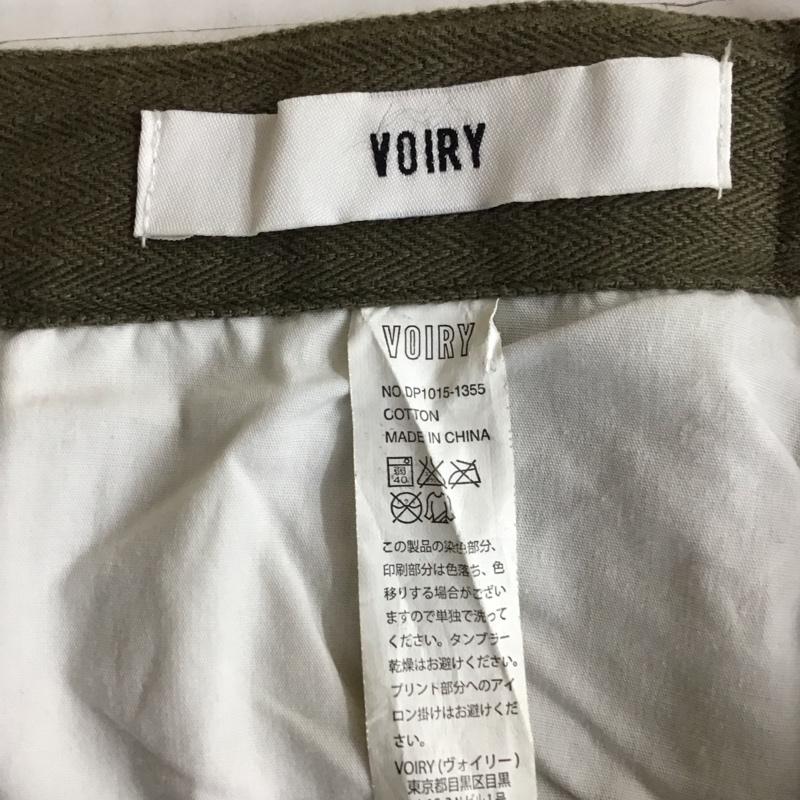 VOIRY
VOIRY
NO DP1015-1355
COTTON
MADE IN CHINA
弱
40
この製品の染色部分、
印刷部分は色落ち、色
移りする場合がござい
ますので単独で洗って
ください。タンブラー
乾燥はお避けください。
プリント部分へのアイ
ロン掛けはお避けくだ
さい。
VOIRY(ヴォイリー)
東京都目黒区目黒